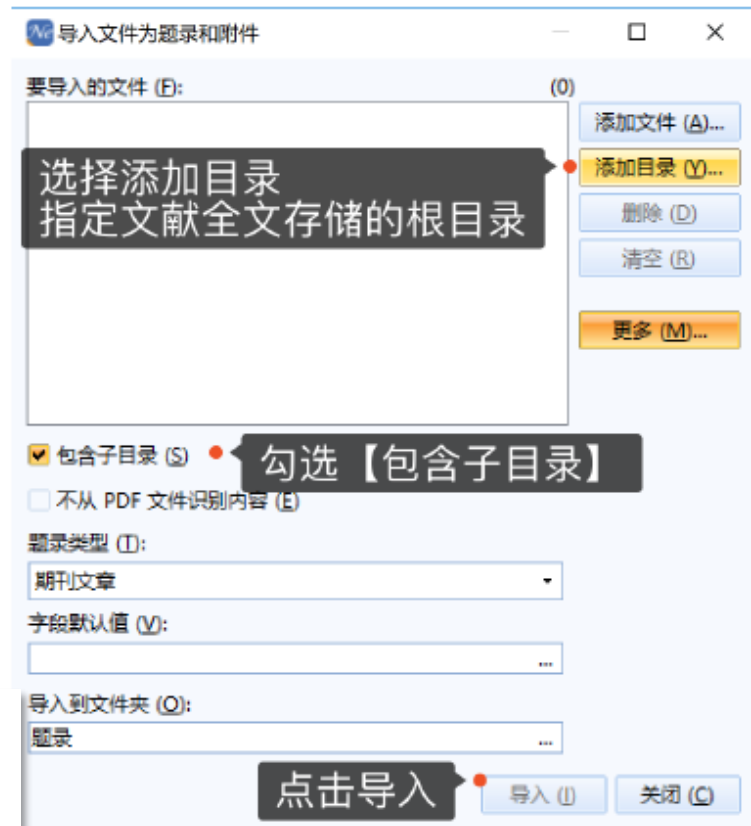 Ne 导入文件为题录和附件
要导入的文件 (F): (0)
添加文件 (A)...
选择添加目录
指定文献全文存储的根目录
添加目录 (Y)...
删除 (D)
清空 (R)
更多 (M)...
包含子目录 (S)
勾选【包含子目录】
不从 PDF 文件识别内容 (E)
题录类型 (T):
期刊文章
字段默认值 (V):
...
导入到文件夹 (O):
题录 ...
点击导入
导入 (I) 关闭 (C)